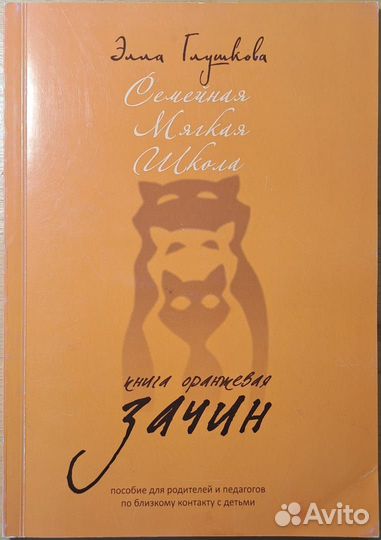 Элла Глушкова
Семейная
Мягкая
Школа
книга оранжевая
зачин
пособие для родителей и педагогов
по близкому контакту с детьми
Avito